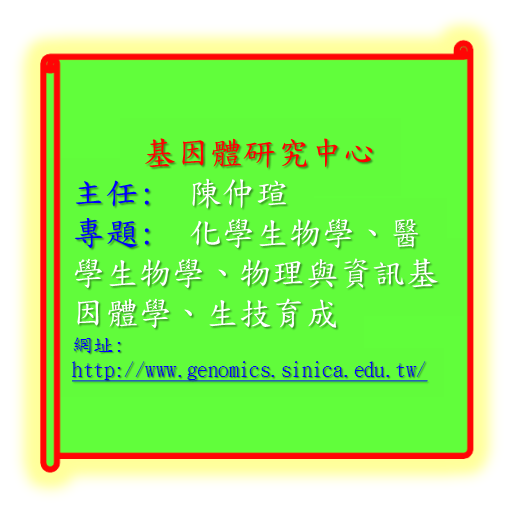 基因體研究中心
主任: 陳仲瑄
專題: 化學生物學、醫
學生物學、物理與資訊基
因體學、生技育成
網址:
http://www.genomics.sinica.edu.tw/